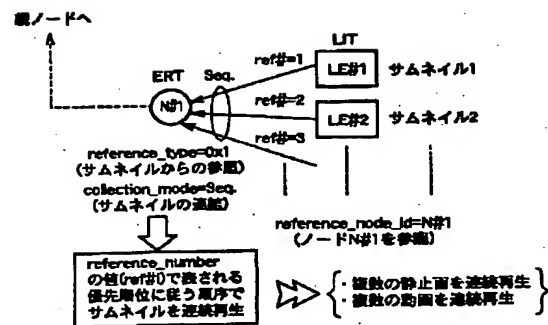 親ノードへ
LIT
ERT
Seq.
ref#=1
LE#1
サムネイル1
N#1
ref#=2
LE#2
サムネイル2
ref#=3
reference_type=0x1
(サムネイルからの参照)
collection_mode=Seq.
(サムネイルの連結)
reference_node_id=N#1
(ノードN#1を参照)
reference_number
の値(ref#)で表される
優先順位に従う順序で
サムネイルを連続再生
・複数の静止画を連続再生
・複数の動画を連続再生